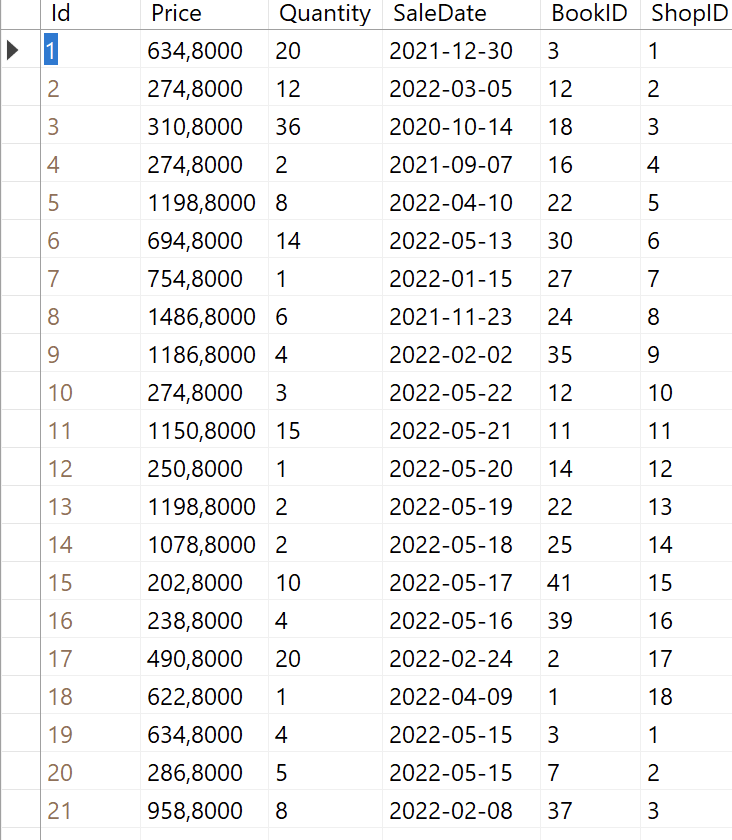 Id Price Quantity SaleDate BookID ShopID
1 634,8000 20 2021-12-30 3 1
2 274,8000 12 2022-03-05 12 2
3 310,8000 36 2020-10-14 18 3
4 274,8000 2 2021-09-07 16 4
5 1198,8000 8 2022-04-10 22 5
6 694,8000 14 2022-05-13 30 6
7 754,8000 1 2022-01-15 27 7
8 1486,8000 6 2021-11-23 24 8
9 1186,8000 4 2022-02-02 35 9
10 274,8000 3 2022-05-22 12 10
11 1150,8000 15 2022-05-21 11 11
12 250,8000 1 2022-05-20 14 12
13 1198,8000 2 2022-05-19 22 13
14 1078,8000 2 2022-05-18 25 14
15 202,8000 10 2022-05-17 41 15
16 238,8000 4 2022-05-16 39 16
17 490,8000 20 2022-02-24 2 17
18 622,8000 1 2022-04-09 1 18
19 634,8000 4 2022-05-15 3 1
20 286,8000 5 2022-05-15 7 2
21 958,8000 8 2022-02-08 37 3